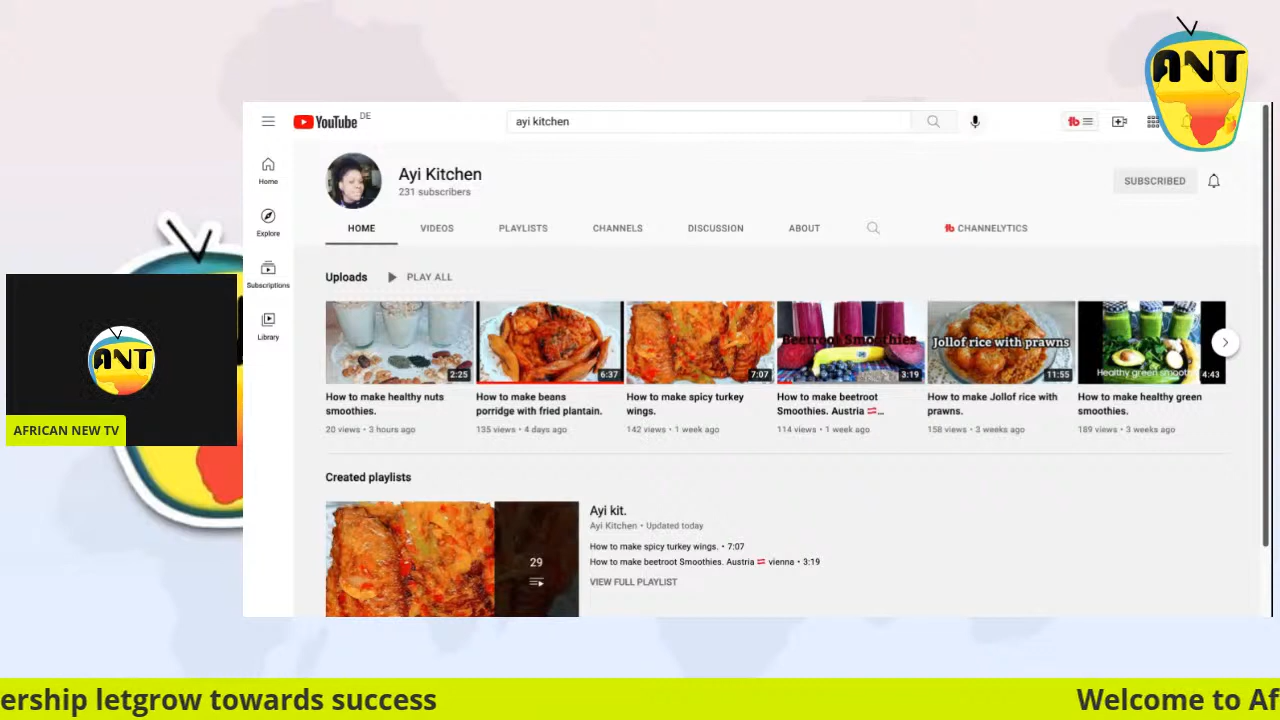 ANT
YouTube DE
ayi kitchen
Home
Explore
Subscriptions
Library
Ayi Kitchen
231 subscribers
SUBSCRIBED
HOME VIDEOS PLAYLISTS CHANNELS DISCUSSION ABOUT CHANNELYTICS
Uploads PLAY ALL
2:25
6:37
7:07
Beetroot Smoothies
3:19
Jollof rice with prawns
11:55
Healthy green smooth
4:43
How to make healthy nuts smoothies.
20 views • 3 hours ago
How to make beans porridge with fried plantain.
135 views • 4 days ago
How to make spicy turkey wings.
142 views • 1 week ago
How to make beetroot Smoothies. Austria 🇦🇹...
114 views • 1 week ago
How to make Jollof rice with prawns.
158 views • 3 weeks ago
How to make healthy green smoothies.
189 views • 3 weeks ago
Created playlists
29
Ayi kit.
Ayi Kitchen • Updated today
How to make spicy turkey wings. • 7:07
How to make beetroot Smoothies. Austria 🇦🇹 vienna • 3:19
VIEW FULL PLAYLIST
ANT
AFRICAN NEW TV
ership letgrow towards success
Welcome to Af